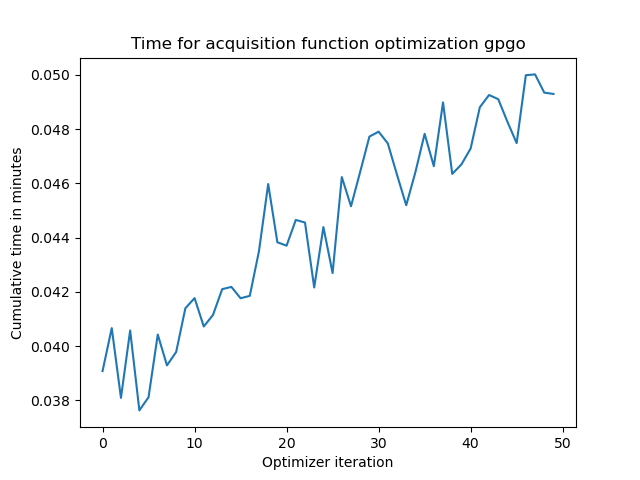 Time for acquisition function optimization gpgo
0.050
0.048
0.046
0.044
0.042
0.040
0.038
Cumulative time in minutes
0 10 20 30 40 50
Optimizer iteration